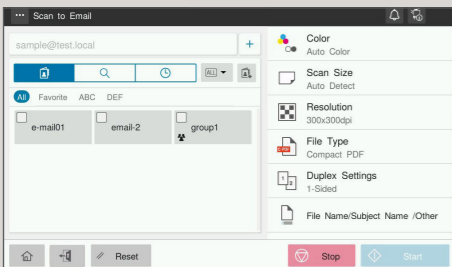 Scan to Email
sample@test.local
ALL
All Favorite ABC DEF
e-mail01
email-2
group1
Reset
Color
Auto Color
Scan Size
Auto Detect
Resolution
300x300dpi
File Type
Compact PDF
Duplex Settings
1-Sided
File Name/Subject Name /Other
Stop
Start